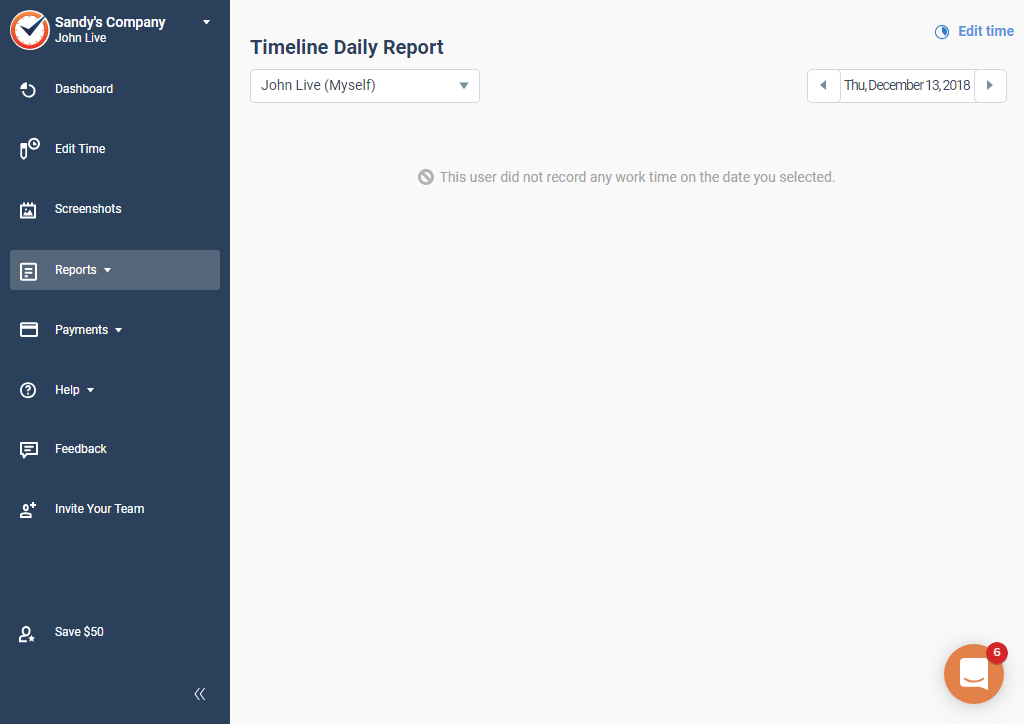 Sandy's Company
John Live
Dashboard
Edit Time
Screenshots
Reports
Payments
Help
Feedback
Invite Your Team
Save $50
Edit time
Timeline Daily Report
John Live (Myself)
Thu, December 13, 2018
This user did not record any work time on the date you selected.
6